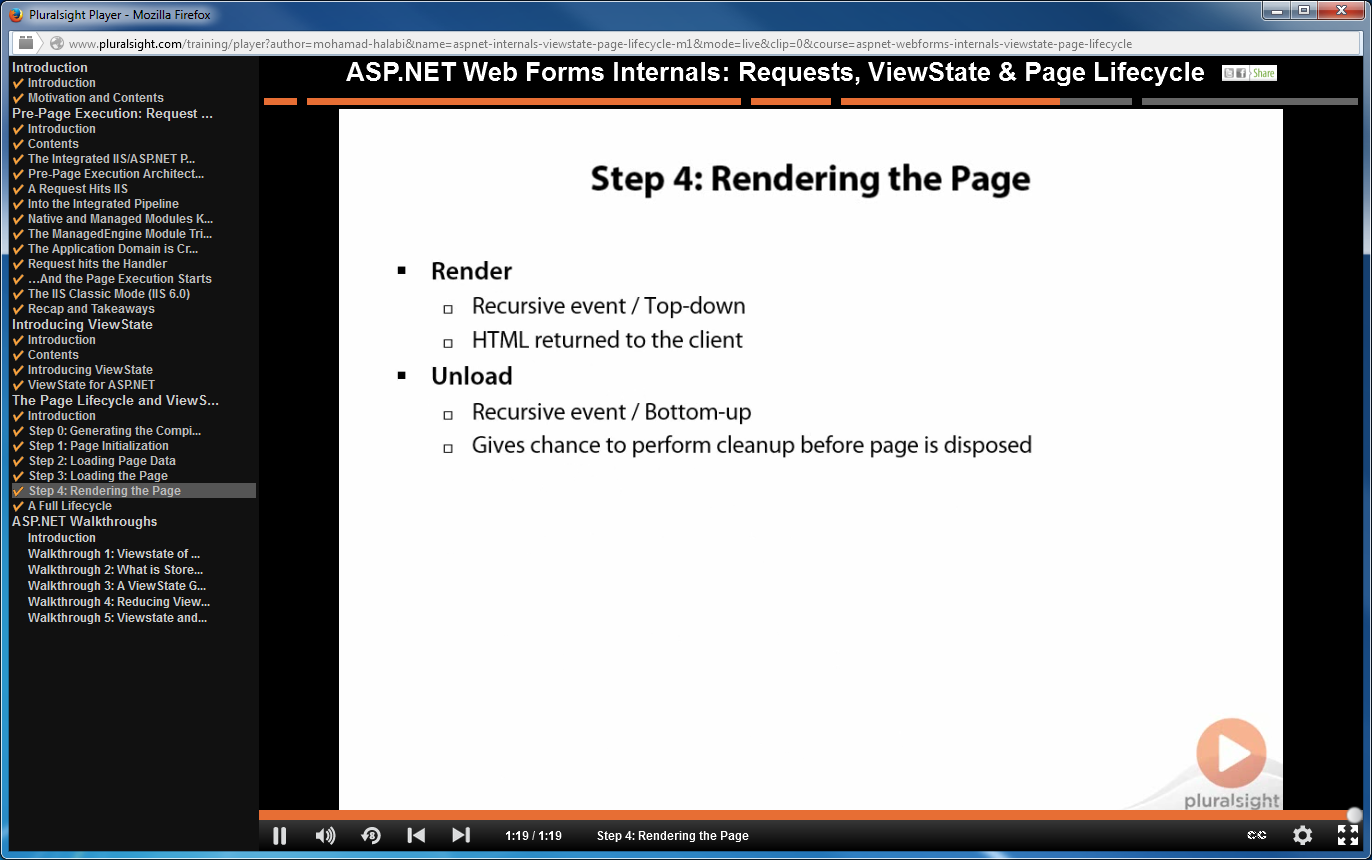 Pluralsight Player - Mozilla Firefox
www.pluralsight.com/training/player?author=mohamad-halabi&name=aspnet-internals-viewstate-page-lifecycle-m1&mode=live&clip=0&course=aspnet-webforms-internals-viewstate-page-lifecycle
Introduction
Introduction
Motivation and Contents
Pre-Page Execution: Request ...
Introduction
Contents
The Integrated IIS/ASP.NET P...
Pre-Page Execution Architect...
A Request Hits IIS
Into the Integrated Pipeline
Native and Managed Modules K...
The ManagedEngine Module Tri...
The Application Domain is Cr...
Request hits the Handler
...And the Page Execution Starts
The IIS Classic Mode (IIS 6.0)
Recap and Takeaways
Introducing ViewState
Introduction
Contents
Introducing ViewState
ViewState for ASP.NET
The Page Lifecycle and ViewS...
Introduction
Step 0: Generating the Compi...
Step 1: Page Initialization
Step 2: Loading Page Data
Step 3: Loading the Page
Step 4: Rendering the Page
A Full Lifecycle
ASP.NET Walkthroughs
Introduction
Walkthrough 1: Viewstate of ...
Walkthrough 2: What is Store...
Walkthrough 3: A ViewState G...
Walkthrough 4: Reducing View...
Walkthrough 5: Viewstate and...
ASP.NET Web Forms Internals: Requests, ViewState & Page Lifecycle
Share
Step 4: Rendering the Page
Render
Recursive event / Top-down
HTML returned to the client
Unload
Recursive event / Bottom-up
Gives chance to perform cleanup before page is disposed
pluralsight
8
1:19 / 1:19
Step 4: Rendering the Page
CC